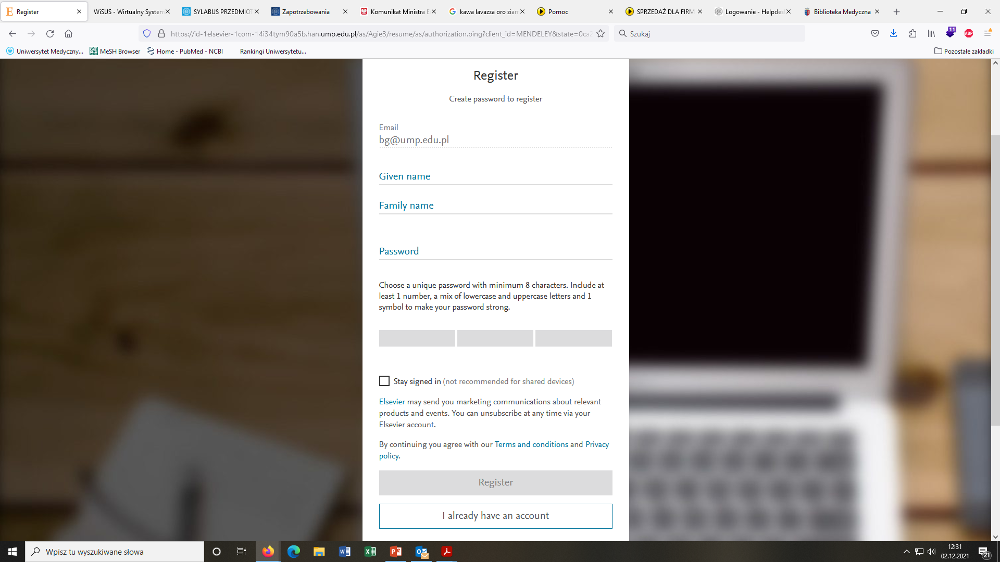 Register
WiSUS - Wirtualny System
SYLABUS PRZEDMIOT
Zapotrzebowania
Komunikat Ministra E
kawa lavazza oro ziarn
Pomoc
SPRZEDAŻ DLA FIRM
Logowanie - Helpdes
Biblioteka Medyczna
https://id-1elsevier-1com-14i34tym90a5b.han.ump.edu.pl/as/Agie3/resume/as/authorization.ping?client_id=MENDELEY&state=0ca2
Szukaj
11
ABP
Uniwersytet Medyczny...
MeSH Browser
Home - PubMed - NCBI
Rankingi Uniwersytetu...
Pozostałe zakładki
Register
Create password to register
Email
bg@ump.edu.pl
Given name
Family name
Password
Choose a unique password with minimum 8 characters. Include at
least 1 number, a mix of lowercase and uppercase letters and 1
symbol to make your password strong.
Stay signed in (not recommended for shared devices)
Elsevier may send you marketing communications about relevant
products and events. You can unsubscribe at any time via your
Elsevier account.
By continuing you agree with our Terms and conditions and Privacy
policy.
Register
I already have an account
Wpisz tu wyszukiwane słowa
12:31
02.12.2021
21